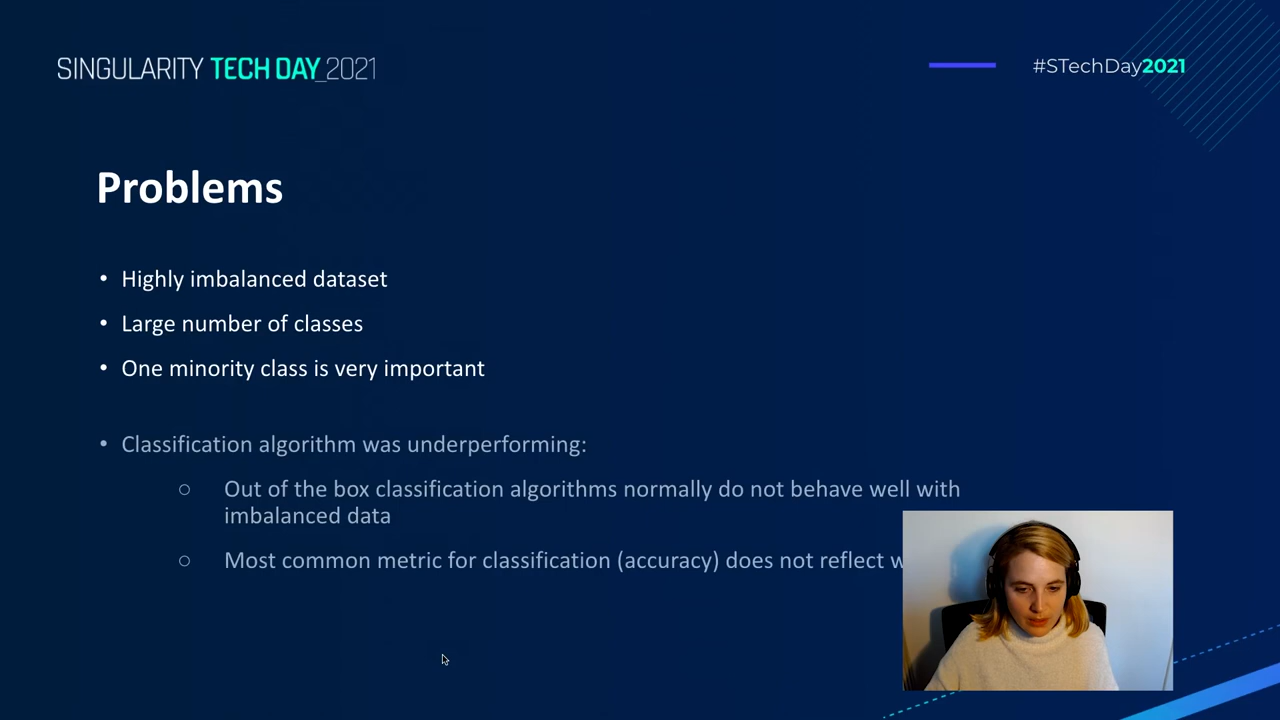 SINGULARITY TECH DAY_2021
#STechDay2021
Problems
• Highly imbalanced dataset
• Large number of classes
• One minority class is very important
• Classification algorithm was underperforming:
○ Out of the box classification algorithms normally do not behave well with
imbalanced data
○ Most common metric for classification (accuracy) does not reflect